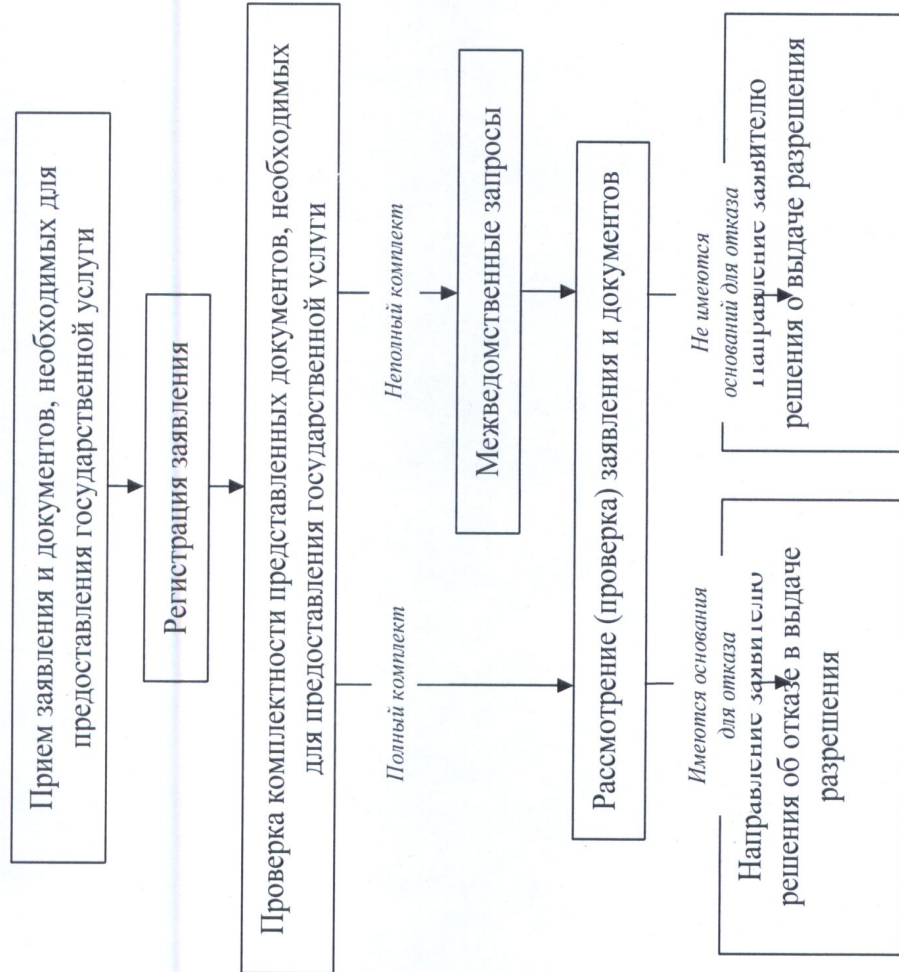 Прием заявления и документов, необходимых для
предоставления государственной услуги
Регистрация заявления
Проверка комплектности представленных документов, необходимых
для предоставления государственной услуги
Полный комплект
Неполный комплект
Межведомственные запросы
Рассмотрение (проверка) заявления и документов
Имеются основания
для отказа
Направление заявителю
решения об отказе в выдаче
разрешения
Не имеются
оснований для отказа
Направление заявителю
решения о выдаче разрешения